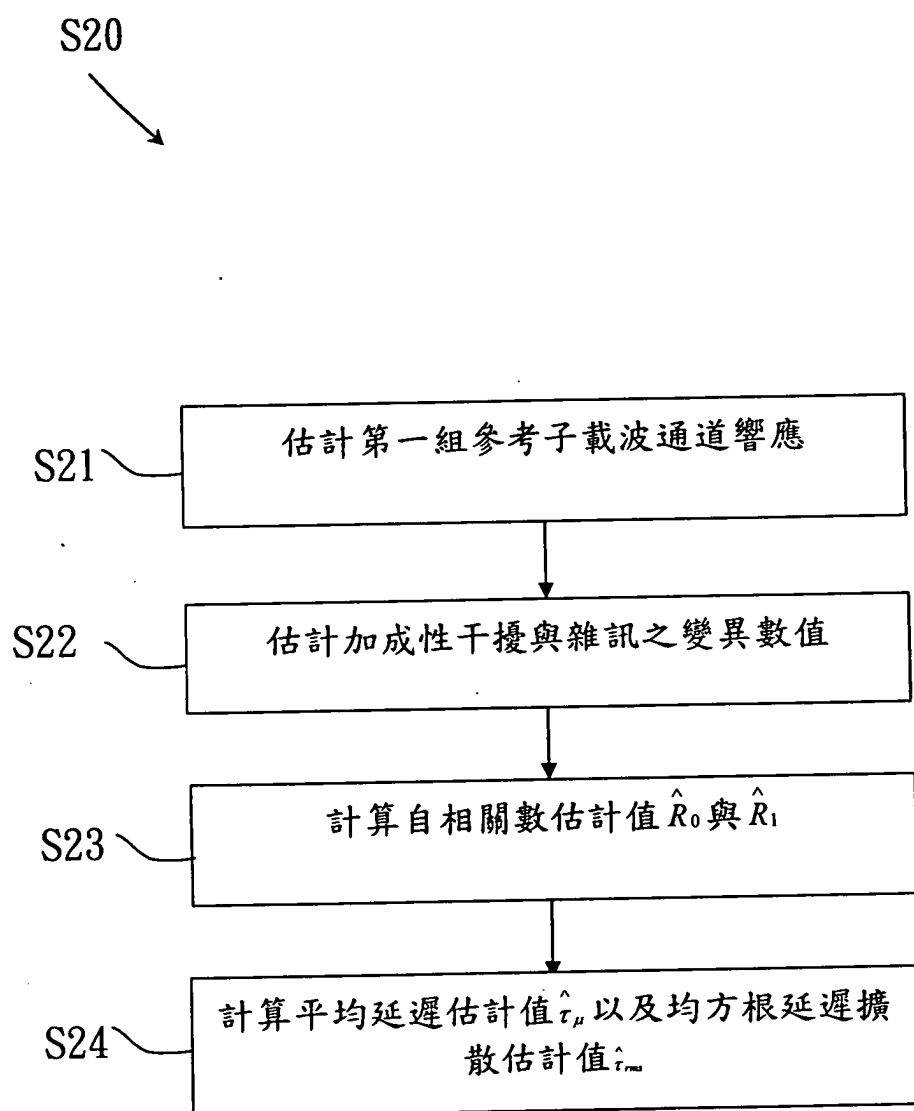 S20
S21
估計第一組參考子載波通道響應
S22
估計加成性干擾與雜訊之變異數值
S23
計算自相關數估計值R̂₀與R̂₁
S24
計算平均延遲估計值τ̂μ以及均方根延遲擴
散估計值τ̂rms